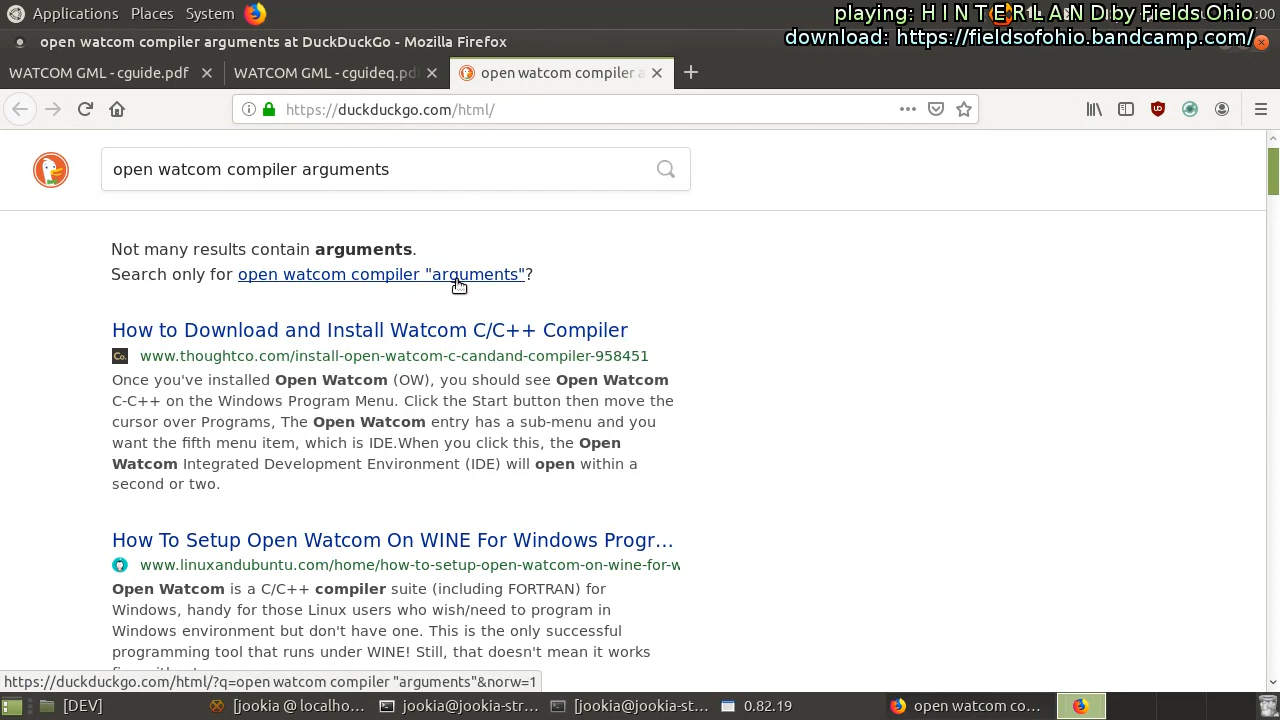 Applications Places System
playing: H I N T E R L A N D by Fields Ohio
:00
open watcom compiler arguments at DuckDuckGo - Mozilla Firefox
download: https://fieldsofohio.bandcamp.com/
WATCOM GML - cguide.pdf
WATCOM GML - cguideq.pd
open watcom compiler a
https://duckduckgo.com/html/
open watcom compiler arguments
Not many results contain arguments.
Search only for open watcom compiler "arguments"?
How to Download and Install Watcom C/C++ Compiler
Co.
www.thoughtco.com/install-open-watcom-c-candand-compiler-958451
Once you've installed Open Watcom (OW), you should see Open Watcom
C-C++ on the Windows Program Menu. Click the Start button then move the
cursor over Programs, The Open Watcom entry has a sub-menu and you
want the fifth menu item, which is IDE.When you click this, the Open
Watcom Integrated Development Environment (IDE) will open within a
second or two.
How To Setup Open Watcom On WINE For Windows Progr...
www.linuxandubuntu.com/home/how-to-setup-open-watcom-on-wine-for-w
Open Watcom is a C/C++ compiler suite (including FORTRAN) for
Windows, handy for those Linux users who wish/need to program in
Windows environment but don't have one. This is the only successful
programming tool that runs under WINE! Still, that doesn't mean it works
https://duckduckgo.com/html/?q=open watcom compiler "arguments"&norw=1
[DEV]
[jookia @ localho...
jookia@jookia-str...
[jookia@jookia-st...
0.82.19
open watcom co...